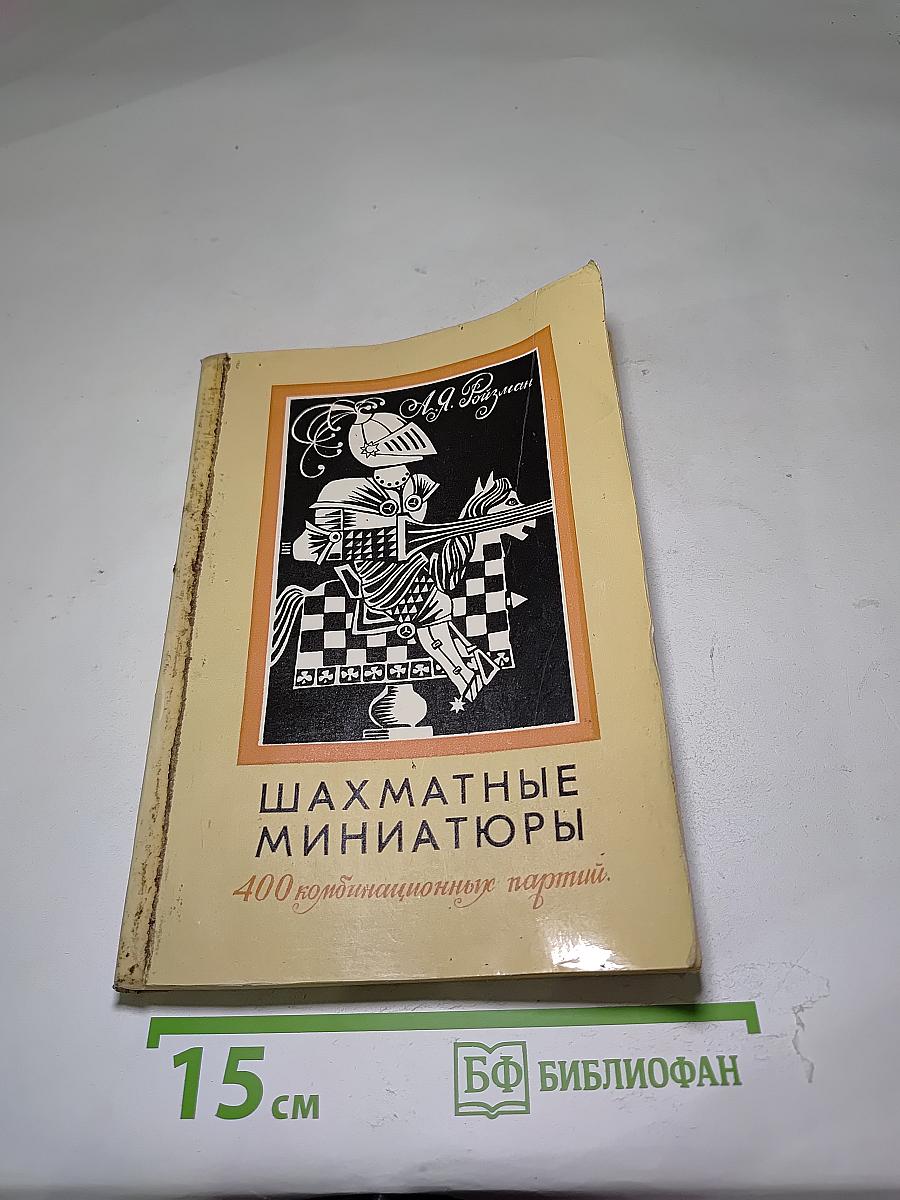 А. Я. Ройзман
ШАХМАТНЫЕ
МИНИАТЮРЫ
400 комбинационных партий.
15 см
БФ БИБЛИОФАН